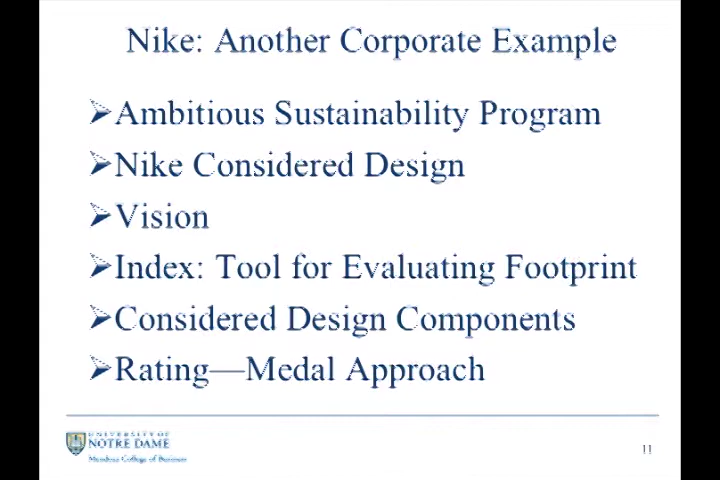 Nike: Another Corporate Example
➢Ambitious Sustainability Program
➢Nike Considered Design
➢Vision
➢Index: Tool for Evaluating Footprint
➢Considered Design Components
➢Rating—Medal Approach
UNIVERSITY OF
NOTRE DAME
Mendoza College of Business
11